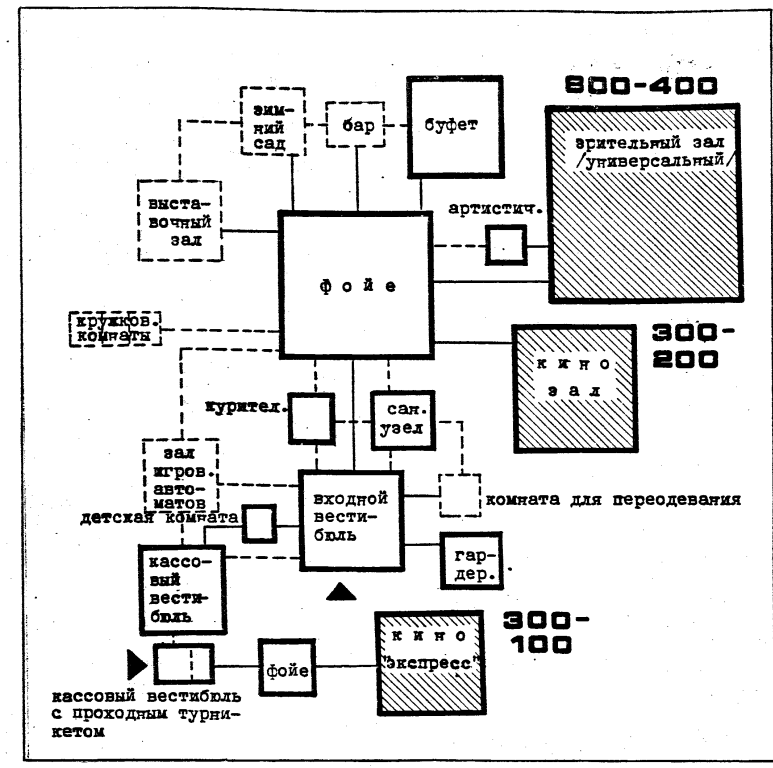 800-400
зим-
ний
сад
бар
буфет
зрительный зал
/универсальный/
выста-
вочный
зал
артистич.
фойе
кружков.
комнаты
300-
200
кино
зал
курител.
сан.
узел
зал
игров.
авто-
матов
входной
вести-
бюль
комната для переодевания
детская комната
кассо-
вый
вести-
бюль
гар-
дер.
300-
100
кино
"экспресс"
фойе
кассовый вестибюль
с проходным турни-
кетом